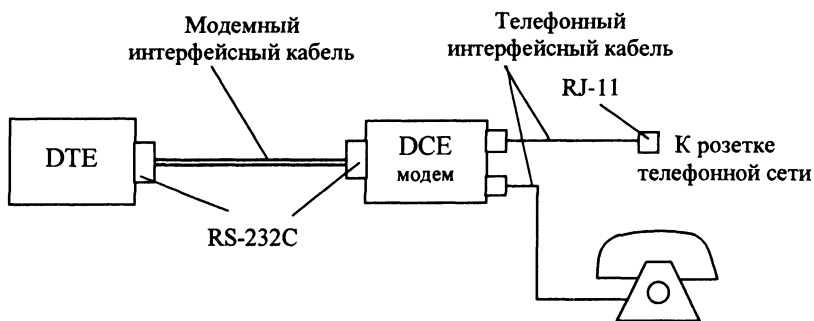 Модемный
интерфейсный кабель
Телефонный
интерфейсный кабель
RJ-11
DTE
DCE
модем
К розетке
телефонной сети
RS-232C